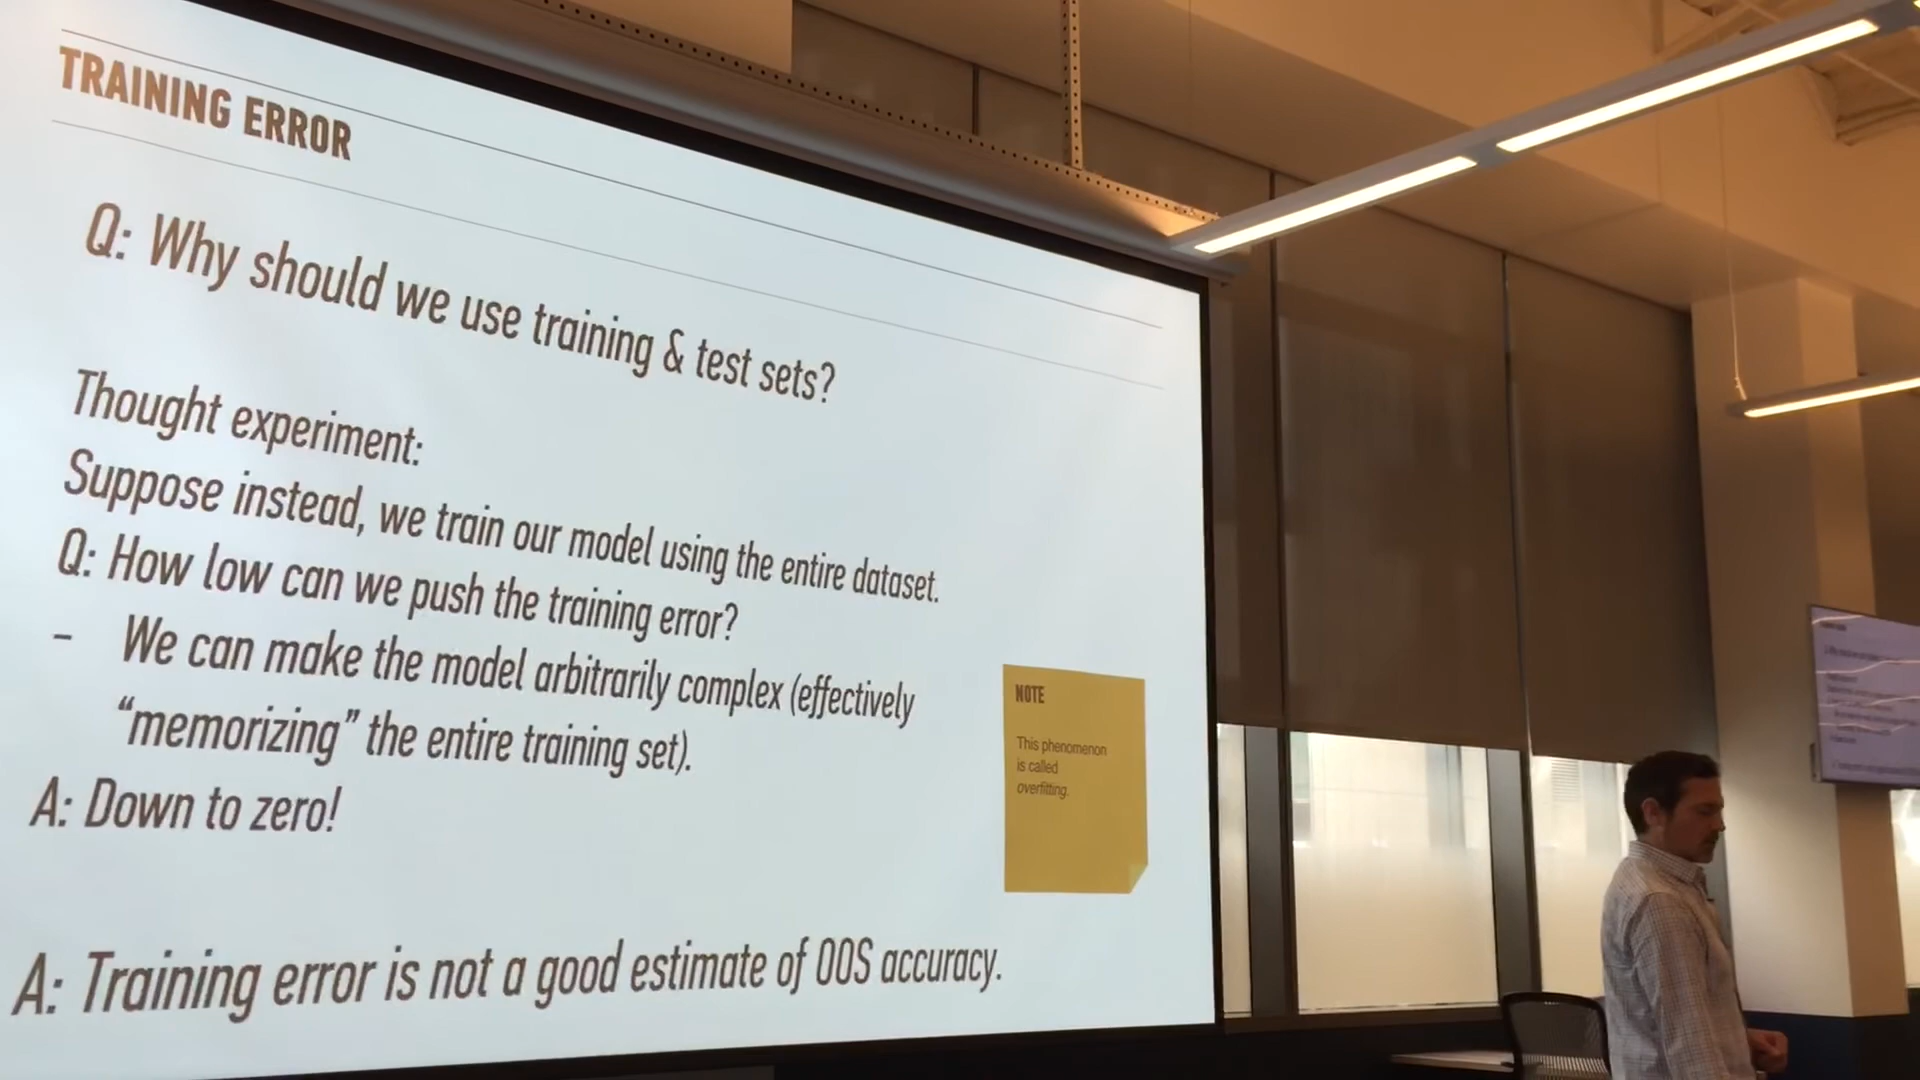 TRAINING ERROR
Q: Why should we use training & test sets?
Thought experiment:
Suppose instead, we train our model using the entire dataset.
Q: How low can we push the training error?
– We can make the model arbitrarily complex (effectively
“memorizing” the entire training set).
A: Down to zero!
NOTE
This phenomenon
is called
overfitting.
A: Training error is not a good estimate of OOS accuracy.